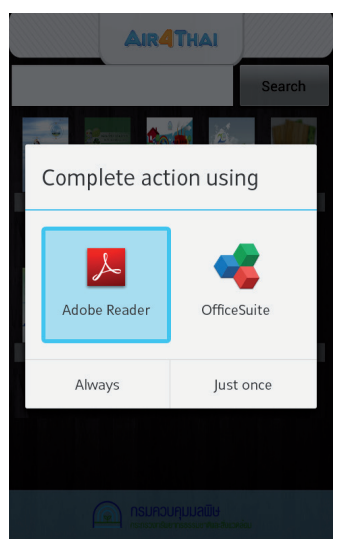 AIR4THAI
Search
Complete action using
Adobe Reader
OfficeSuite
Always
Just once
กรมควบคุมมลพิษ